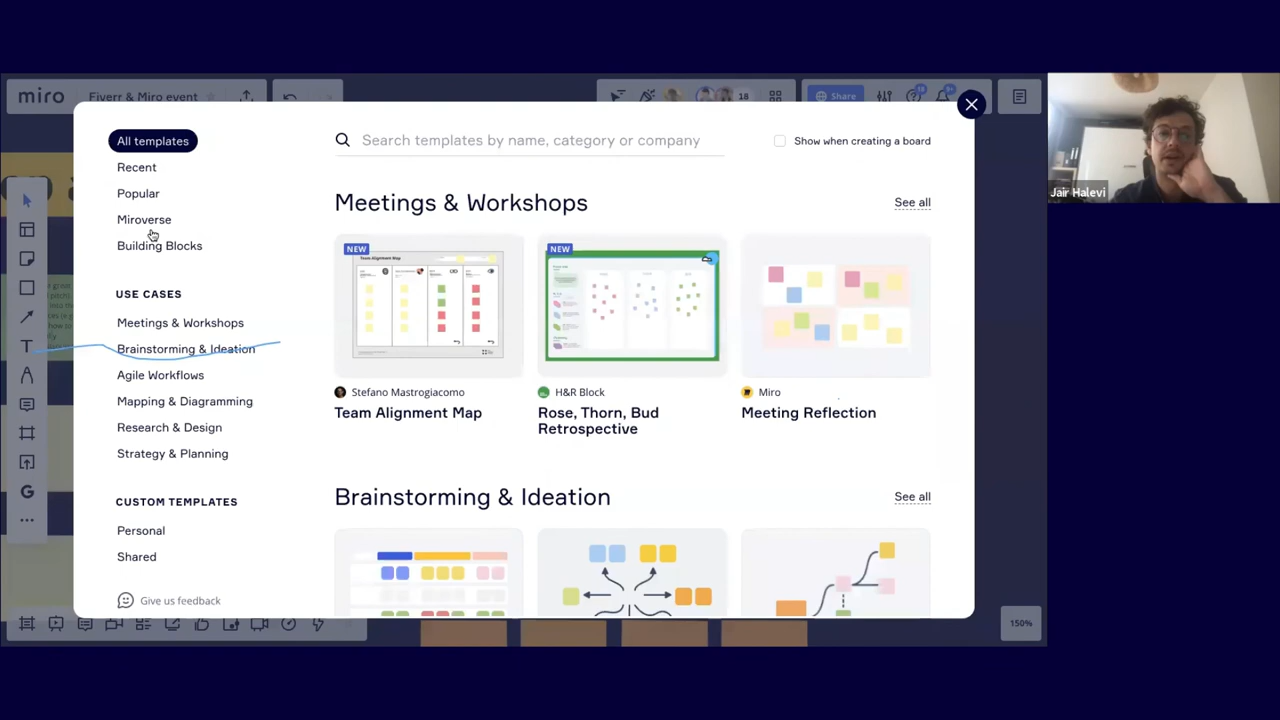 miro
Fiverr & Miro event
18
Share
All templates
Recent
Popular
Miroverse
Building Blocks
USE CASES
Meetings & Workshops
Brainstorming & Ideation
Agile Workflows
Mapping & Diagramming
Research & Design
Strategy & Planning
CUSTOM TEMPLATES
Personal
Shared
Give us feedback
Search templates by name, category or company
Show when creating a board
Meetings & Workshops
See all
NEW
Team Alignment Map
NEW
Stefano Mastrogiacomo
Team Alignment Map
H&R Block
Rose, Thorn, Bud
Retrospective
Miro
Meeting Reflection
Brainstorming & Ideation
See all
150%
Jair Halevi